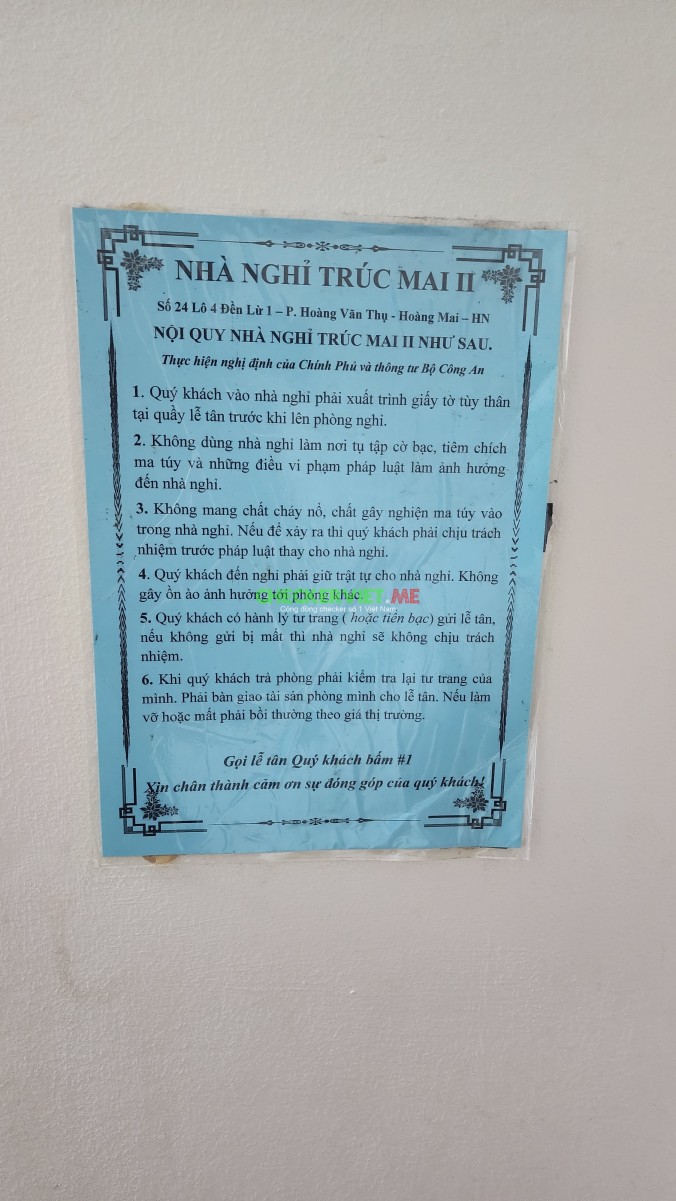 NHÀ NGHỈ TRÚC MAI II
Số 24 Lô 4 Đền Lừ 1 – P. Hoàng Văn Thụ - Hoàng Mai – HN
NỘI QUY NHÀ NGHỈ TRÚC MAI II NHƯ SAU.
Thực hiện nghị định của Chính Phủ và thông tư Bộ Công An
1. Quý khách vào nhà nghỉ phải xuất trình giấy tờ tùy thân
tại quầy lễ tân trước khi lên phòng nghỉ.
2. Không dùng nhà nghỉ làm nơi tụ tập cờ bạc, tiêm chích
ma túy và những điều vi phạm pháp luật làm ảnh hưởng
đến nhà nghỉ.
3. Không mang chất cháy nổ, chất gây nghiện ma túy vào
trong nhà nghỉ. Nếu để xảy ra thì quý khách phải chịu trách
nhiệm trước pháp luật thay cho nhà nghỉ.
4. Quý khách đến nghỉ phải giữ trật tự cho nhà nghỉ. Không
gây ồn ào ảnh hưởng tới phòng khác.
.ME
Cộng đồng checker số 1 Việt Nam
5. Quý khách có hành lý tư trang ( hoặc tiền bạc) gửi lễ tân,
nếu không gửi bị mất thì nhà nghỉ sẽ không chịu trách
nhiệm.
6. Khi quý khách trả phòng phải kiểm tra lại tư trang của
mình. Phải bàn giao tài sản phòng mình cho lễ tân. Nếu làm
vỡ hoặc mất phải bồi thường theo giá thị trường.
Gọi lễ tân Quý khách bấm #1
Xin chân thành cảm ơn sự đóng góp của quý khách!